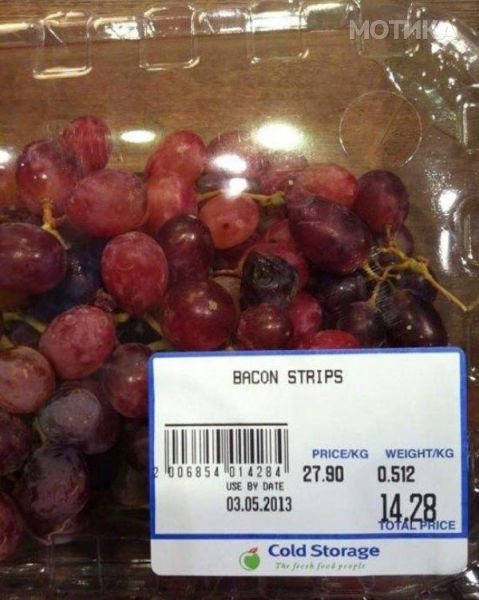 МОТИКА
BACON STRIPS
PRICE/KG WEIGHT/KG
2 006854 014284 27.90 0.512
USE BY DATE
03.05.2013 14.28
TOTAL PRICE
Cold Storage
The fresh food people